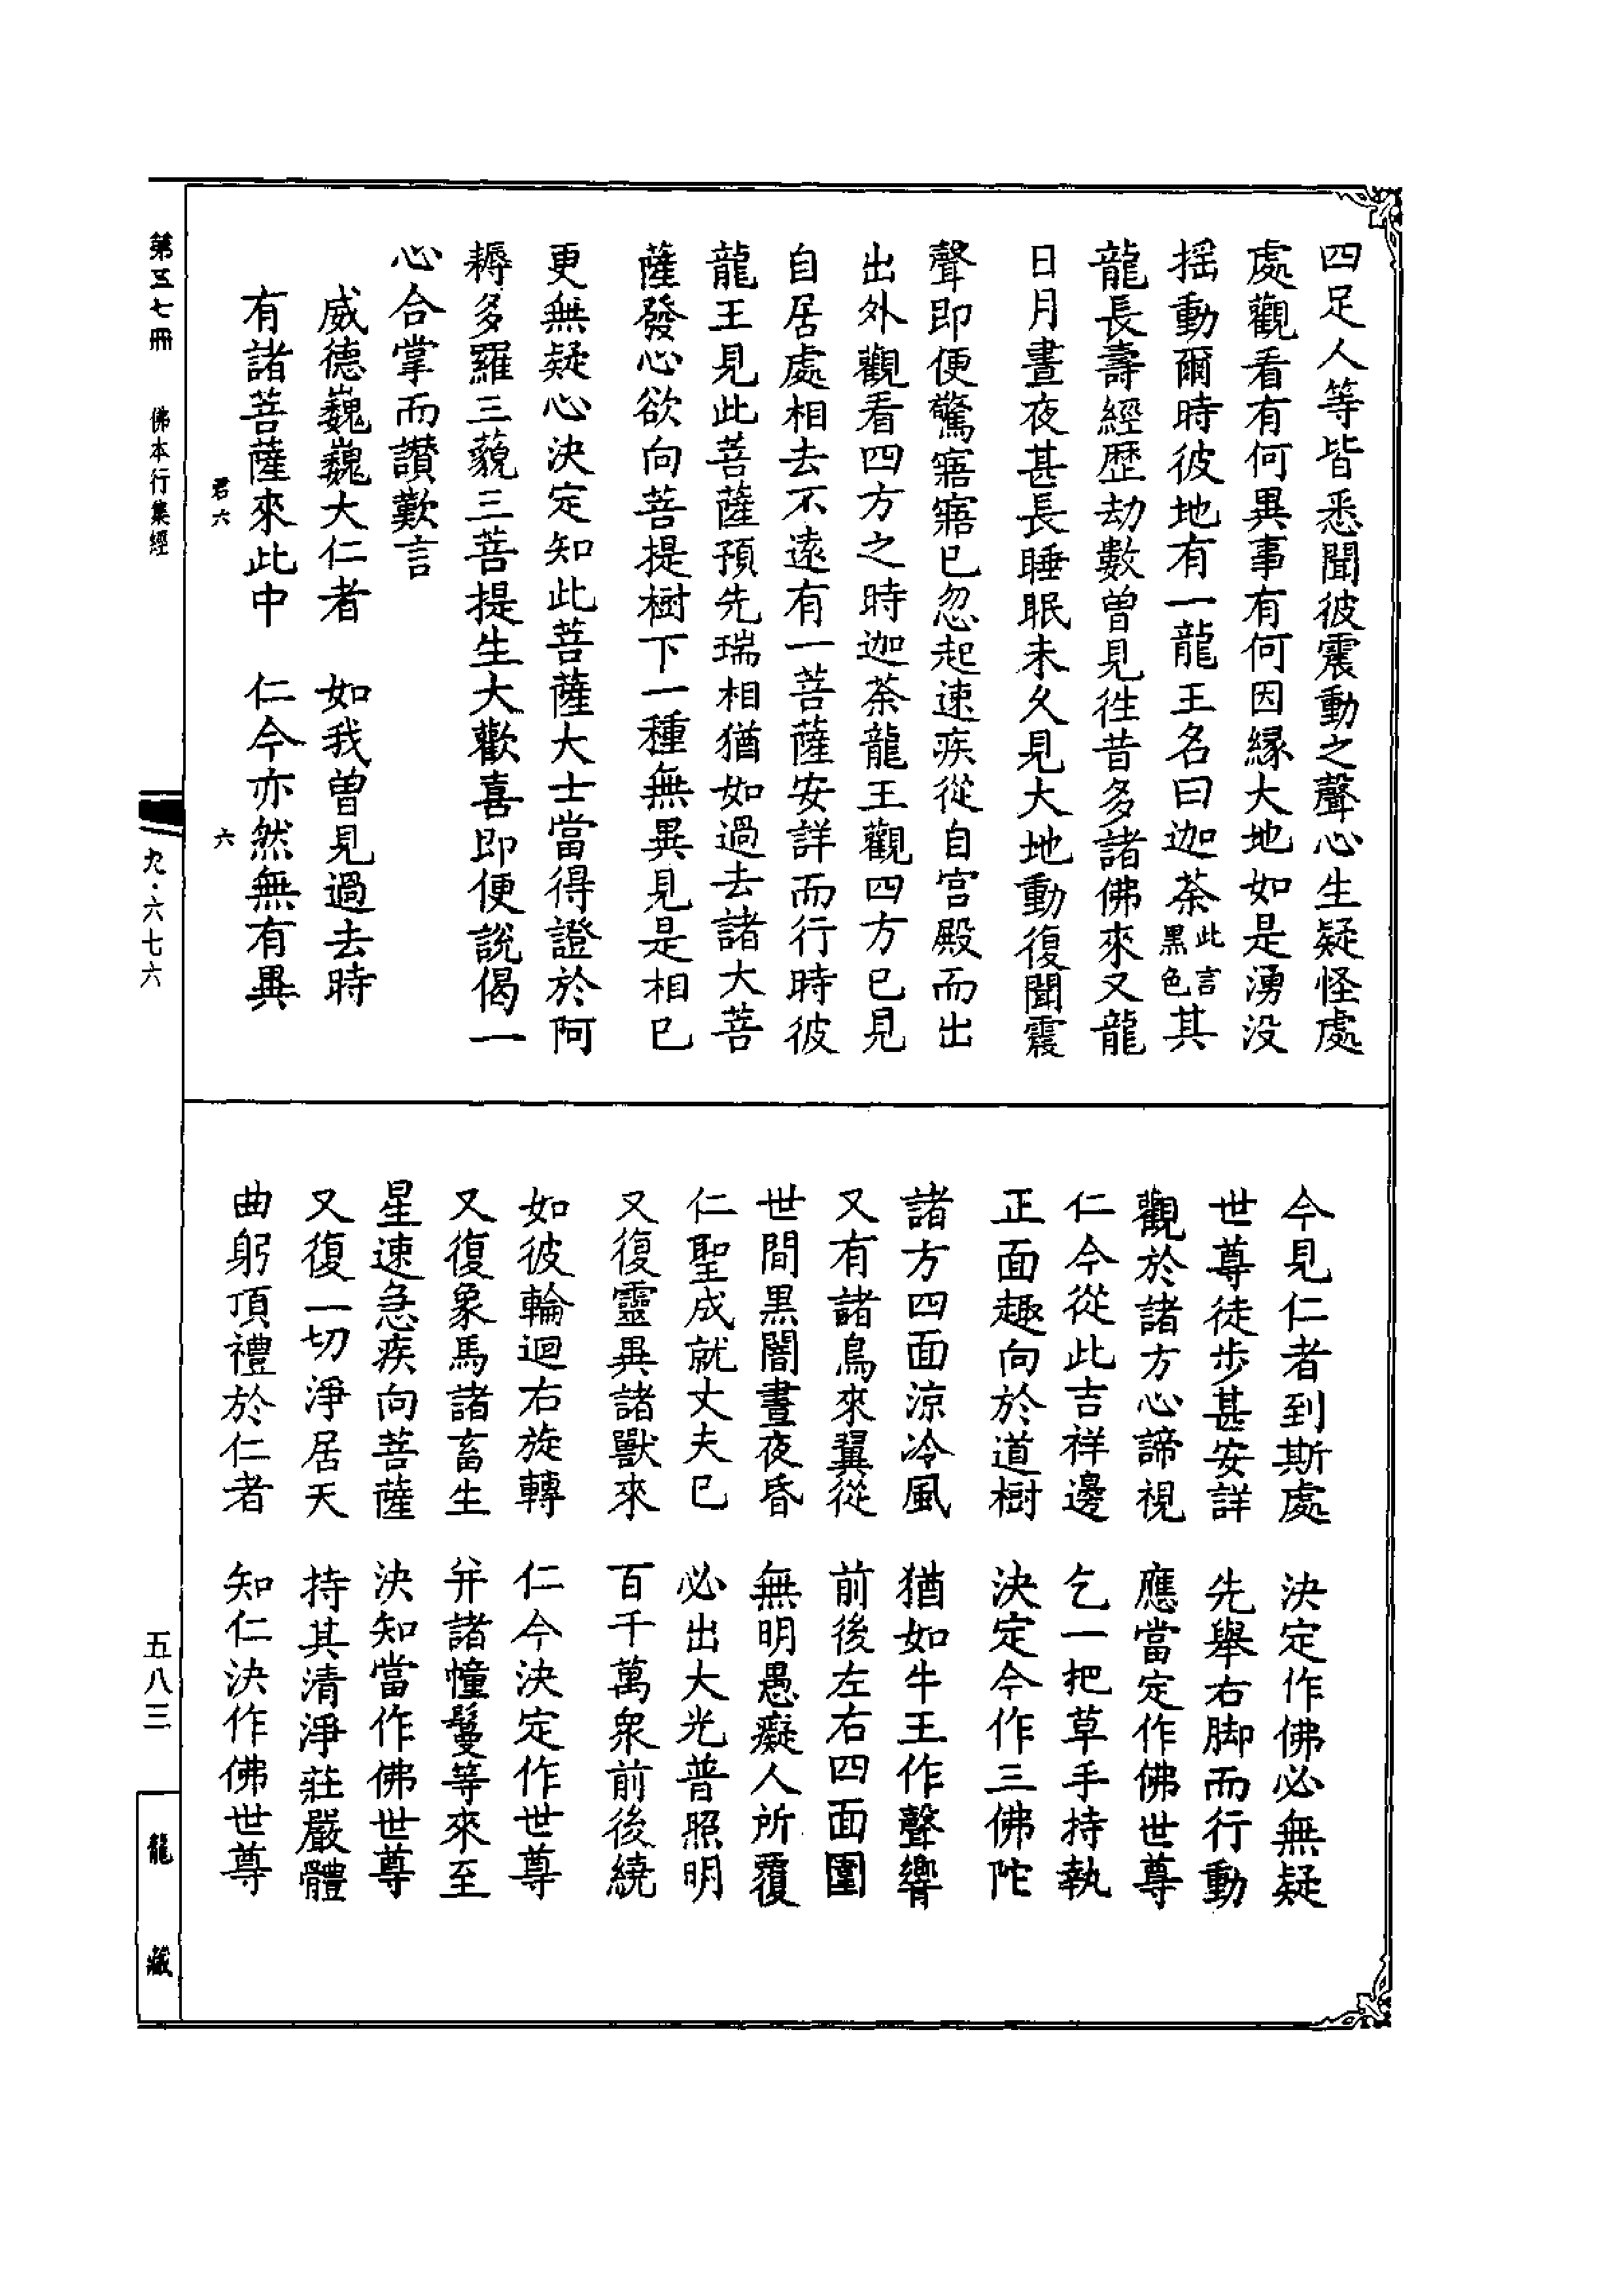 四足人等皆悉聞彼震動之聲心生疑怪處
處觀看有何異事有何因緣大地如是湧没
揺動爾時彼地有一龍王名曰迦荼此言黑色其
龍長壽經歷劫數曽見徃昔多諸佛來又龍
日月晝夜甚長睡眠未久見大地動復聞震
聲即便驚寤寤已忽起速疾從自宫殿而出
出外觀看四方之時迦荼龍王觀四方已見
自居處相去不遠有一菩薩安詳而行時彼
龍王見此菩薩預先瑞相猶如過去諸大菩
薩發心欲向菩提樹下一種無異見是相已
更無疑心決定知此菩薩大士當得證於阿
耨多羅三藐三菩提生大歡喜即便說偈一
心合掌而讃歎言
威德巍巍大仁者　如我曽見過去時
有諸菩薩來此中　仁今亦然無有異
今見仁者到斯處　決定作佛必無疑
世尊徒步甚安詳　先舉右脚而行動
觀於諸方心諦視　應當定作佛世尊
仁今從此吉祥邊　乞一把草手持執
正面趣向於道樹　決定今作三佛陀
諸方四面涼冷風　猶如牛王作聲響
又有諸鳥來翼從　前後左右四面圍
世間黑闇晝夜昏　無明愚癡人所覆
仁聖成就丈夫已　必出大光普照明
又復靈異諸獸來　百千萬衆前後繞
如彼輪迴右旋轉　仁今決定作世尊
又復象馬諸畜生　并諸幢鬘等來至
星速急疾向菩薩　決知當作佛世尊
又復一切淨居天　持其清淨莊嚴體
曲躬頂禮於仁者　知仁決作佛世尊
君六　六
第五七冊　佛本行集經　九·六七六　五八三　龍藏